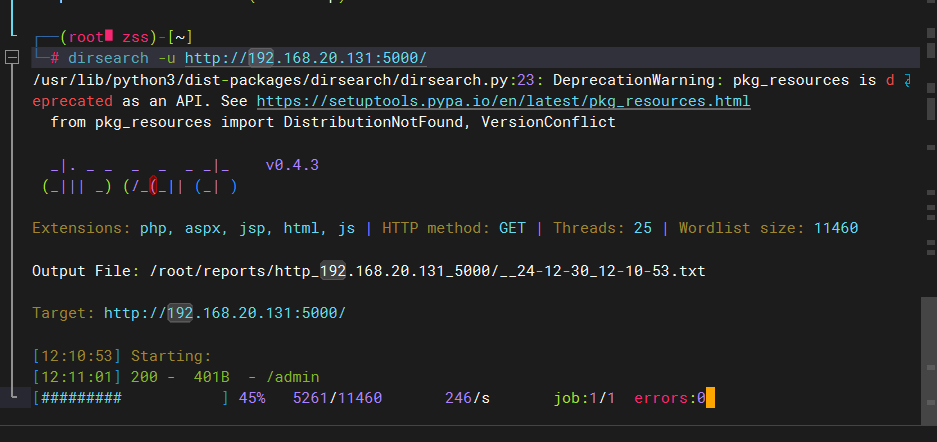 ┌──(root㉿zss)-[~]
└─# dirsearch -u http://192.168.20.131:5000/
/usr/lib/python3/dist-packages/dirsearch/dirsearch.py:23: DeprecationWarning: pkg_resources is d
eprecated as an API. See https://setuptools.pypa.io/en/latest/pkg_resources.html
  from pkg_resources import DistributionNotFound, VersionConflict
  _|. _ _  _  _  _ _|_    v0.4.3
 (_||| _) (/_(_|| (_| )
Extensions: php, aspx, jsp, html, js | HTTP method: GET | Threads: 25 | Wordlist size: 11460
Output File: /root/reports/http_192.168.20.131_5000/__24-12-30_12-10-53.txt
Target: http://192.168.20.131:5000/
[12:10:53] Starting:
[12:11:01] 200 -  401B  - /admin
[#########           ] 45%   5261/11460       246/s       job:1/1  errors:0